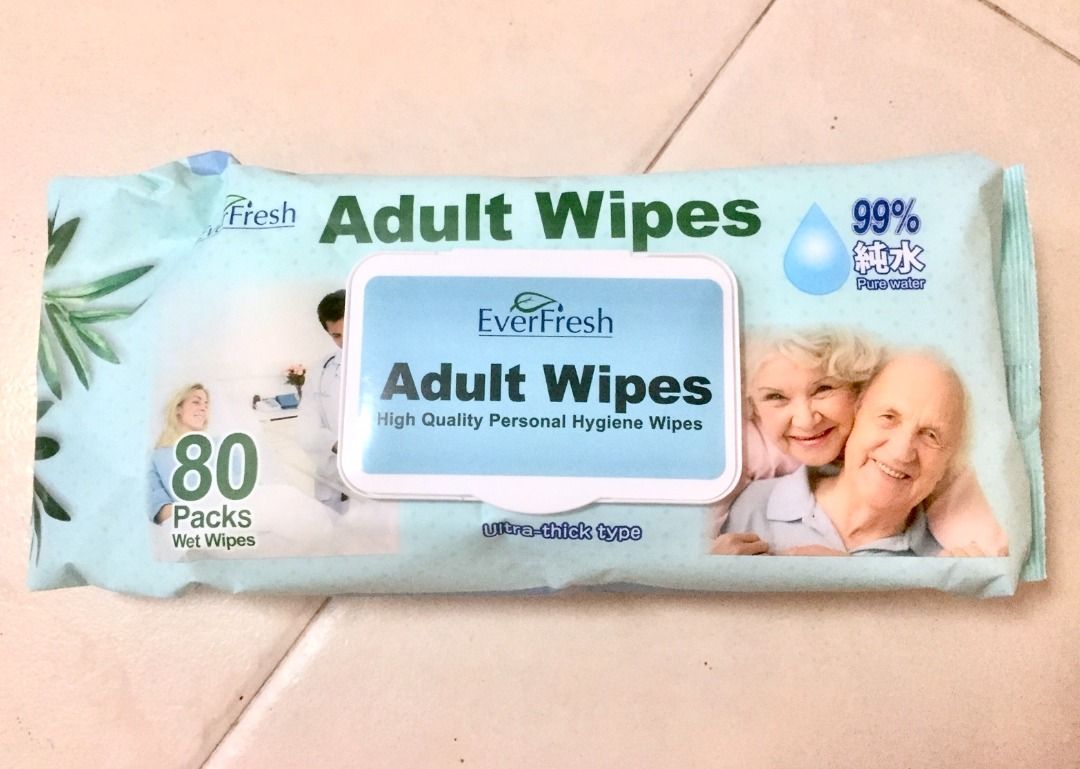 Fresh
Adult Wipes
99%
純水
Pure water
EverFresh
Adult Wipes
High Quality Personal Hygiene Wipes
80
Packs
Wet Wipes
Ultra-thick type